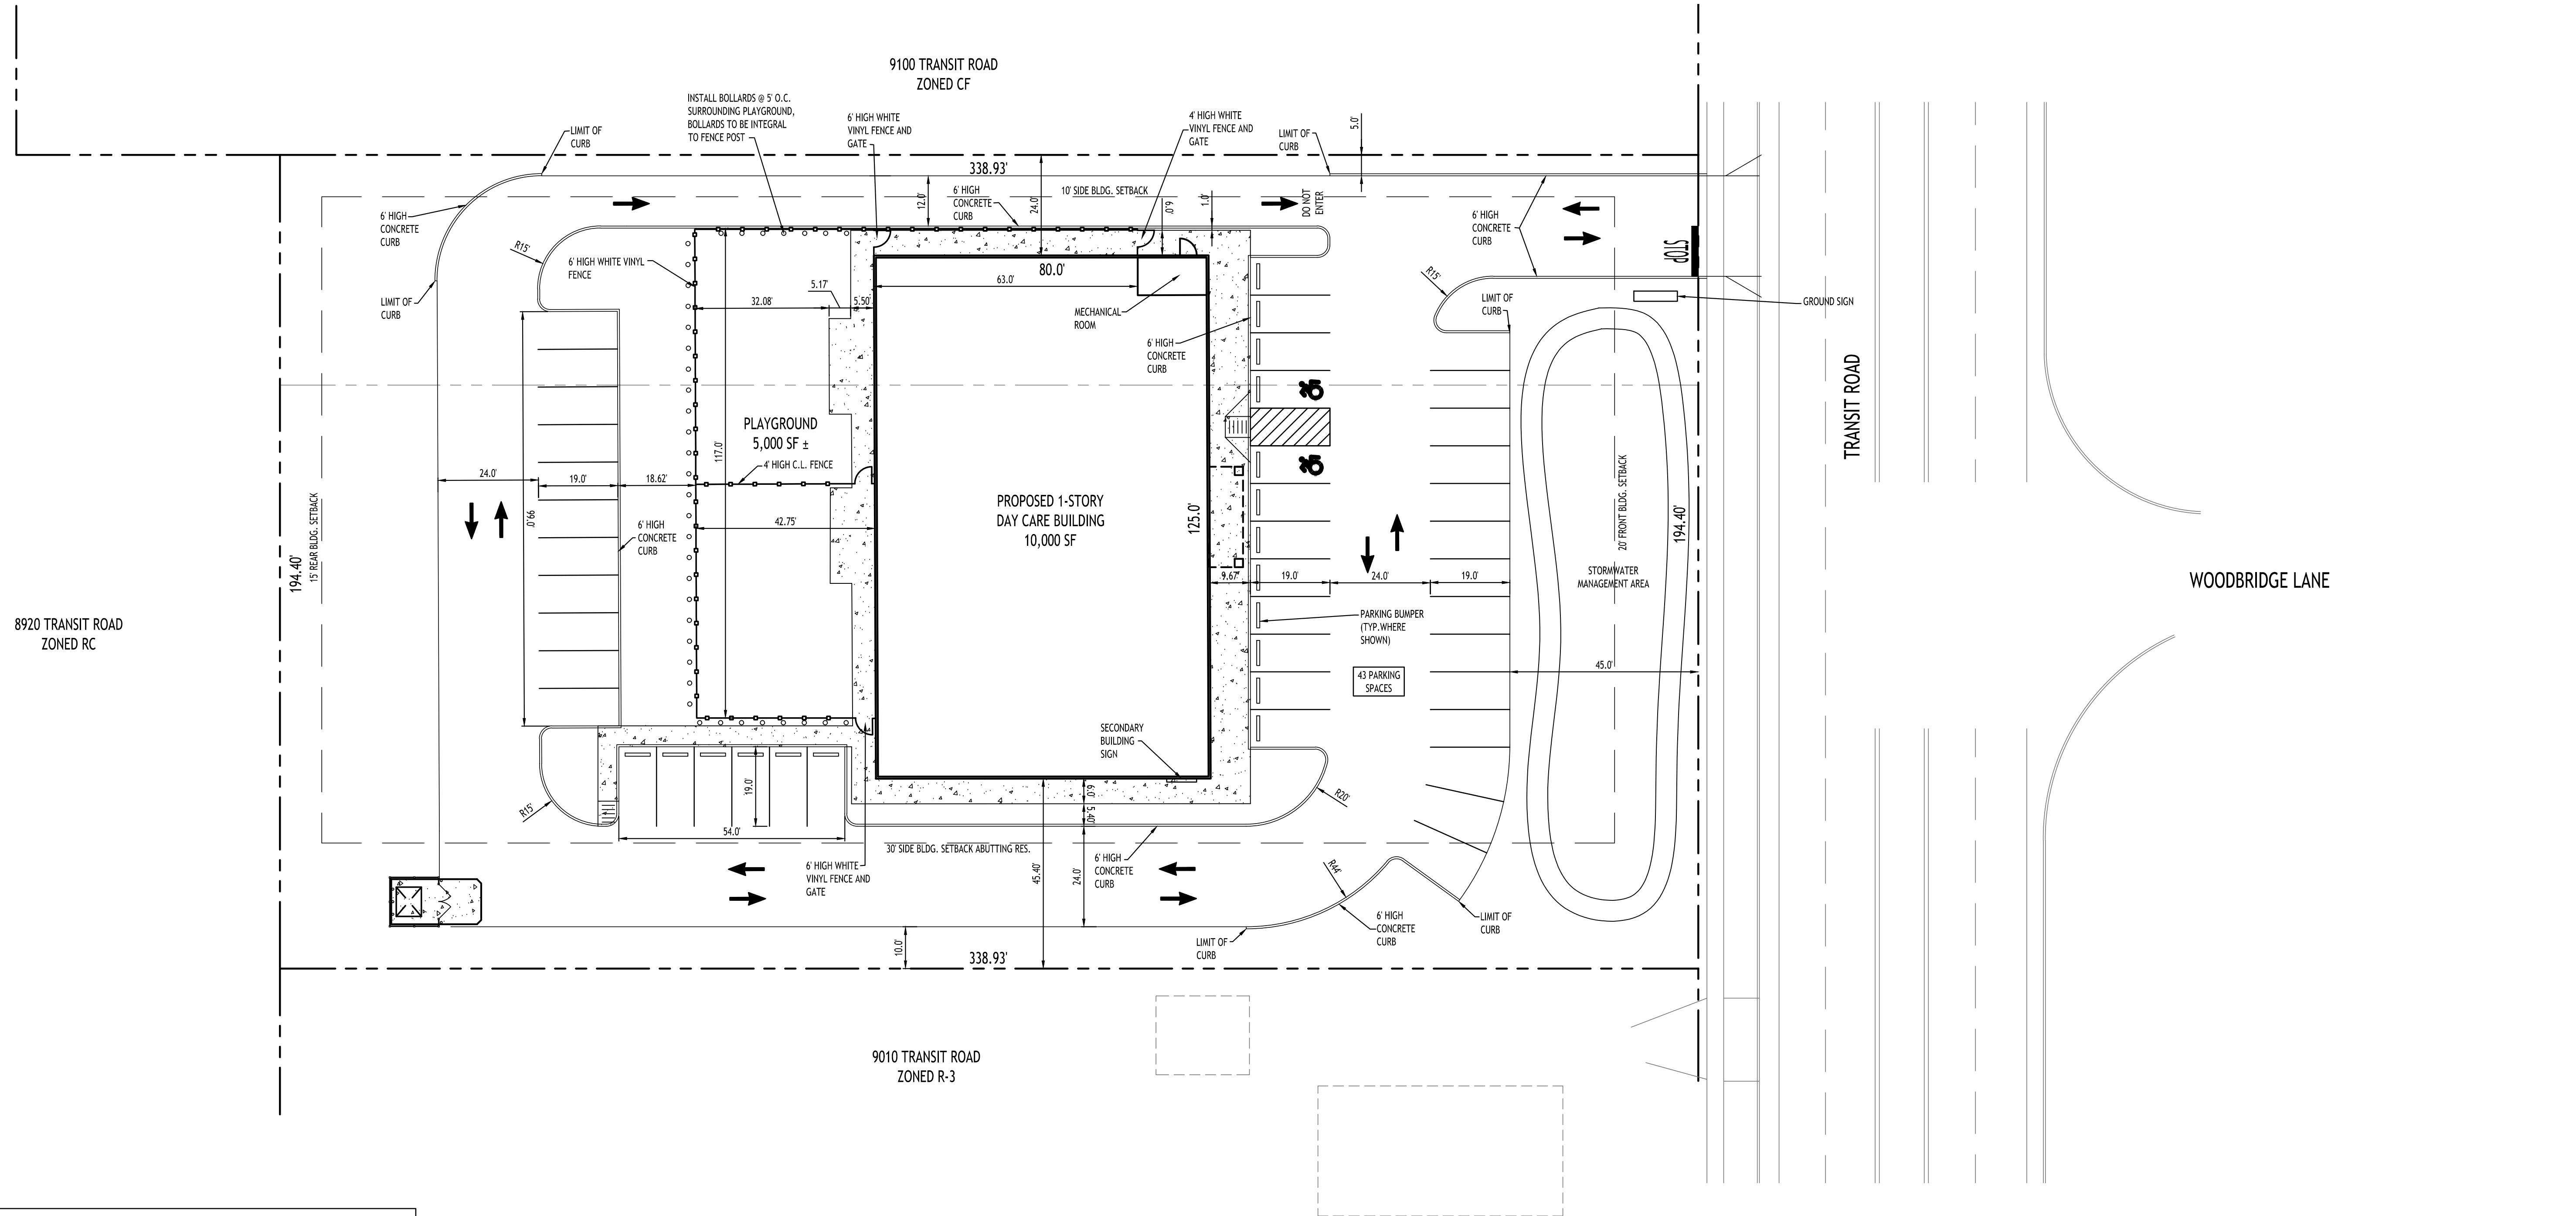 9100 TRANSIT ROAD
ZONED CF
INSTALL BOLLARDS @ 5' O.C.
SURROUNDING PLAYGROUND,
BOLLARDS TO BE INTEGRAL
TO FENCE POST
6' HIGH WHITE
VINYL FENCE AND
GATE
4' HIGH WHITE
VINYL FENCE AND
GATE
LIMIT OF
CURB
LIMIT OF
CURB
5.0'
338.93'
12.0'
6' HIGH
CONCRETE
CURB
24.0'
10' SIDE BLDG. SETBACK
6.0'
1.0'
DO NOT
ENTER
6' HIGH
CONCRETE
CURB
6' HIGH
CONCRETE
CURB
STOP
R15'
6' HIGH WHITE VINYL
FENCE
LIMIT OF
CURB
80.0'
63.0'
5.17'
32.08'
5.50'
MECHANICAL
ROOM
6' HIGH
CONCRETE
CURB
R15'
LIMIT OF
CURB
GROUND SIGN
TRANSIT ROAD
PLAYGROUND
5,000 SF ±
117.0'
4' HIGH C.L. FENCE
24.0'
19.0'
18.62'
99.0'
6' HIGH
CONCRETE
CURB
42.75'
PROPOSED 1-STORY
DAY CARE BUILDING
10,000 SF
125.0'
20' FRONT BLDG. SETBACK
194.40'
15' REAR BLDG. SETBACK
194.40'
9.67'
19.0'
24.0'
19.0'
STORMWATER
MANAGEMENT AREA
WOODBRIDGE LANE
8920 TRANSIT ROAD
ZONED RC
PARKING BUMPER
(TYP.WHERE
SHOWN)
43 PARKING
SPACES
45.0'
SECONDARY
BUILDING
SIGN
19.0'
6.0'
5.40'
R15'
R20'
54.0'
30' SIDE BLDG. SETBACK ABUTTING RES.
6' HIGH WHITE
VINYL FENCE AND
GATE
45.40'
24.0'
6' HIGH
CONCRETE
CURB
R44'
6' HIGH
CONCRETE
CURB
LIMIT OF
CURB
LIMIT OF
CURB
10.0'
338.93'
9010 TRANSIT ROAD
ZONED R-3